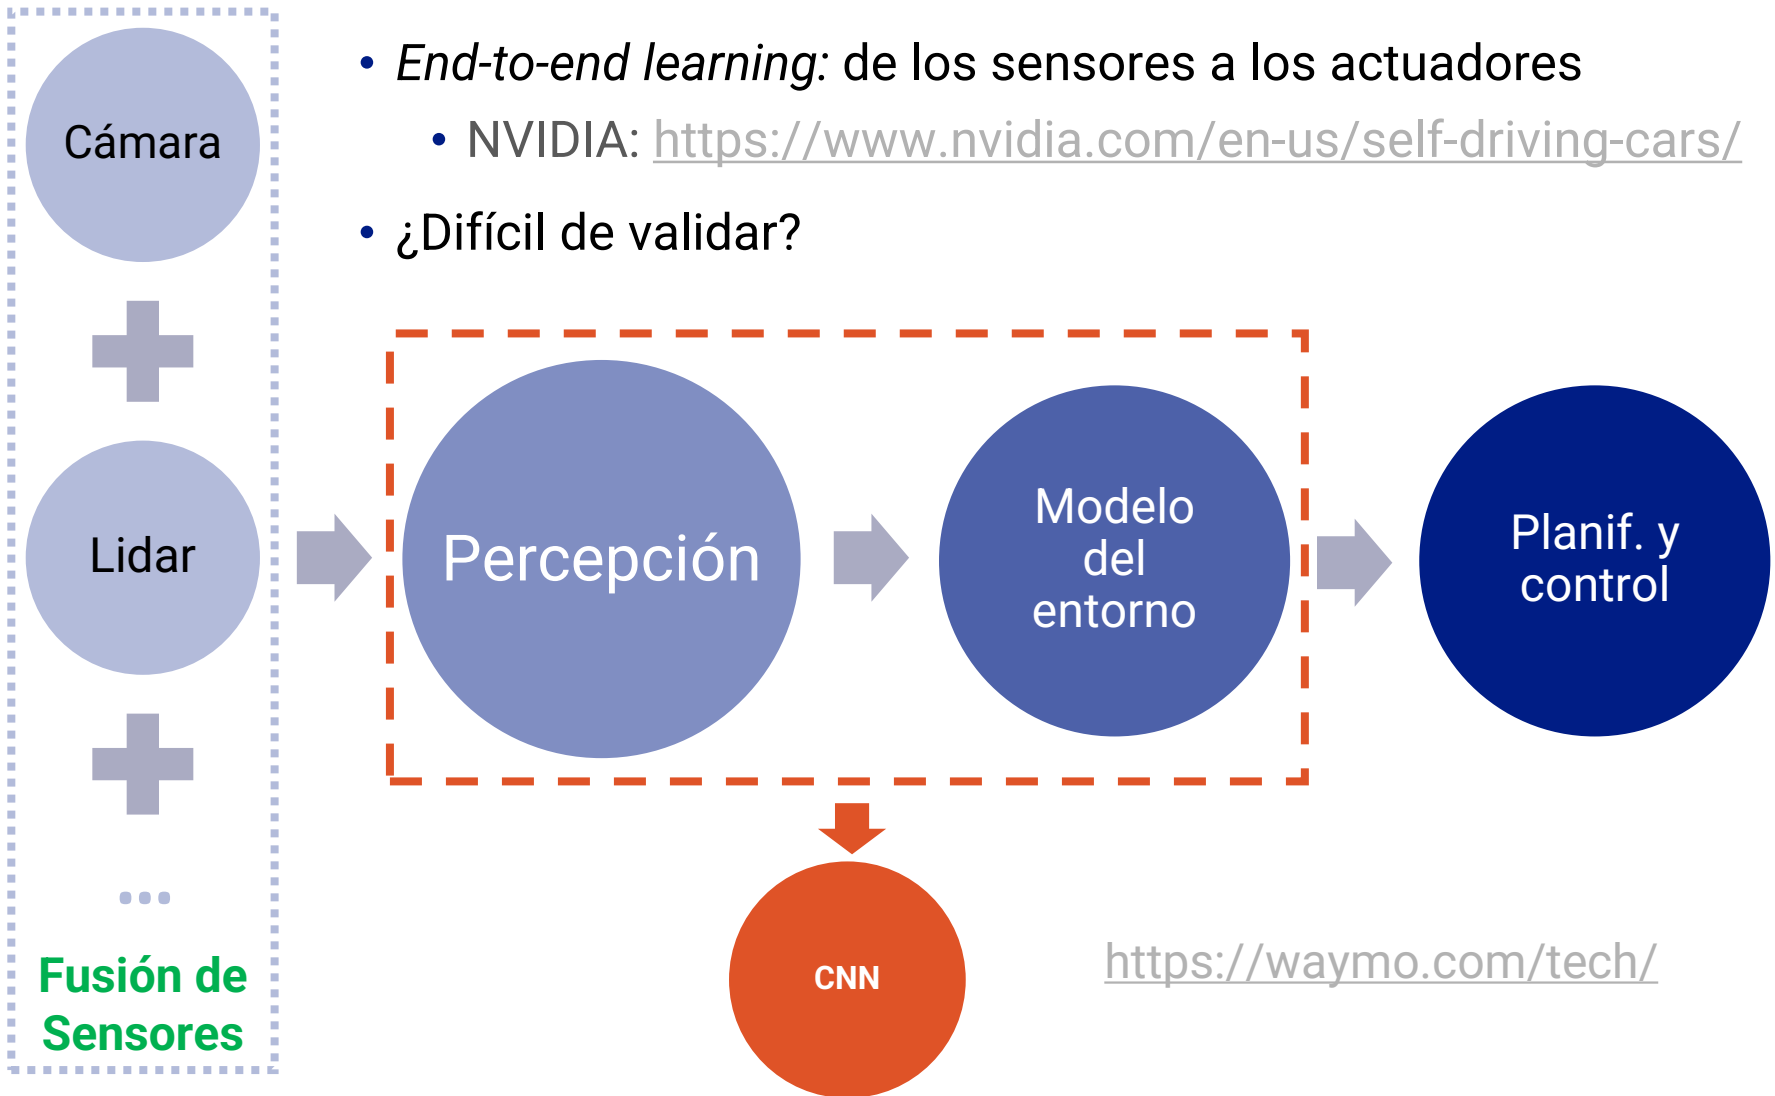 • End-to-end learning: de los sensores a los actuadores
• NVIDIA: https://www.nvidia.com/en-us/self-driving-cars/
• ¿Difícil de validar?
Cámara
Lidar
...
Fusión de
Sensores
Percepción
Modelo
del
entorno
Planif. y
control
CNN
https://waymo.com/tech/